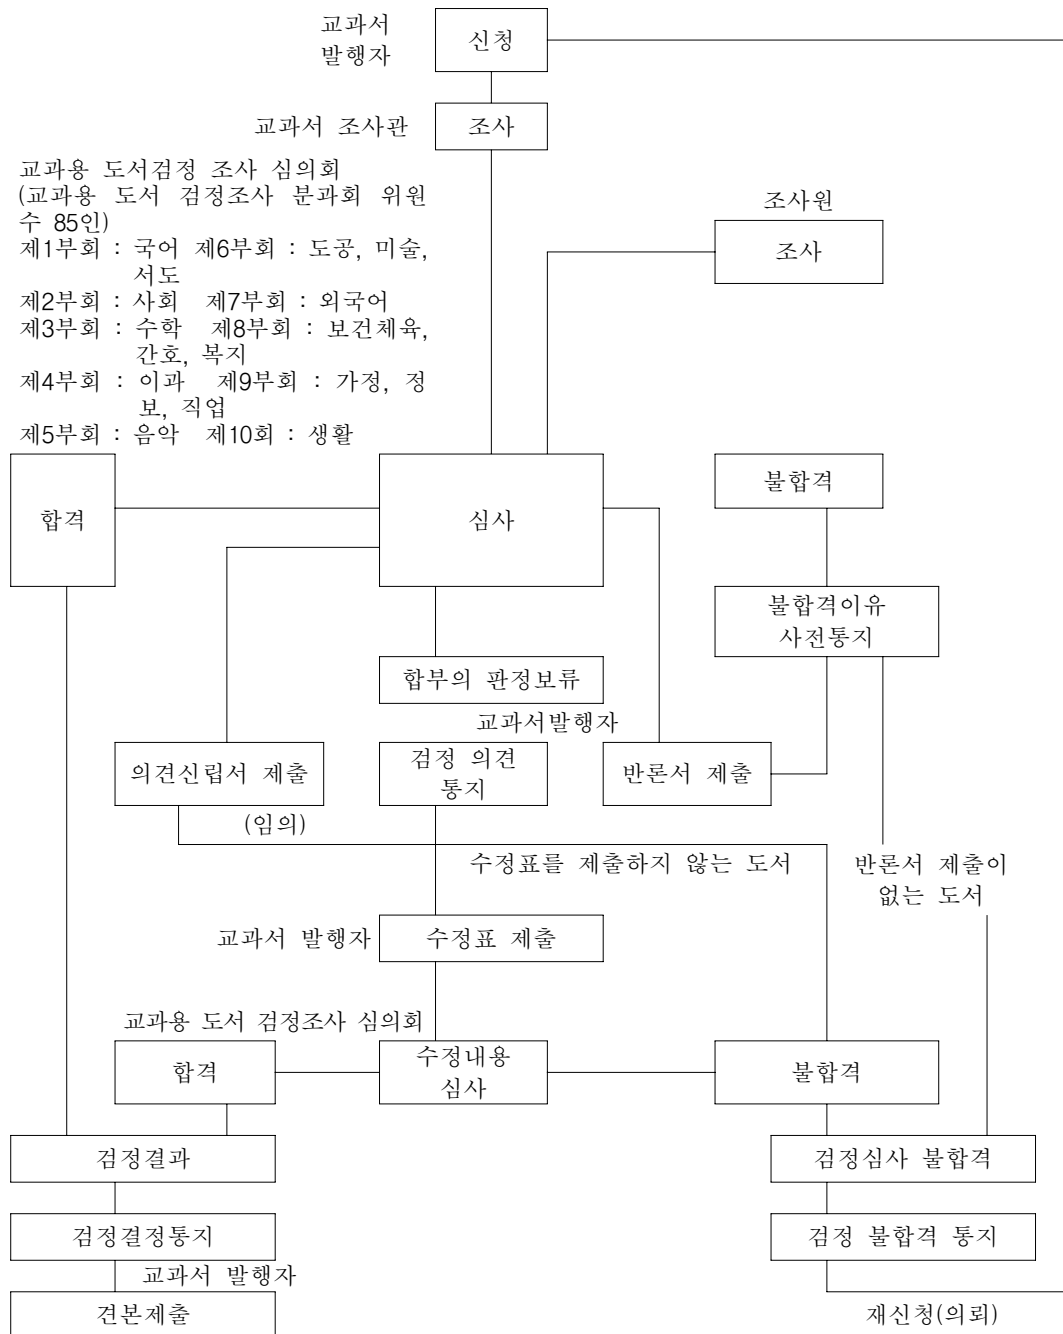 교과서
발행자
신청
교과서 조사관
조사
교과용 도서검정 조사 심의회
(교과용 도서 검정조사 분과회 위원
수 85인)
제1부회 : 국어 제6부회 : 도공, 미술,
서도
제2부회 : 사회 제7부회 : 외국어
제3부회 : 수학 제8부회 : 보건체육,
간호, 복지
제4부회 : 이과 제9부회 : 가정, 정
보, 직업
제5부회 : 음악 제10회 : 생활
조사원
조사
합격
심사
불합격
불합격이유
사전통지
합부의 판정보류
교과서발행자
의견신립서 제출
검정 의견
통지
반론서 제출
(임의)
수정표를 제출하지 않는 도서
반론서 제출이
없는 도서
교과서 발행자
수정표 제출
교과용 도서 검정조사 심의회
합격
수정내용
심사
불합격
검정결과
검정심사 불합격
검정결정통지
검정 불합격 통지
교과서 발행자
견본제출
재신청(의뢰)